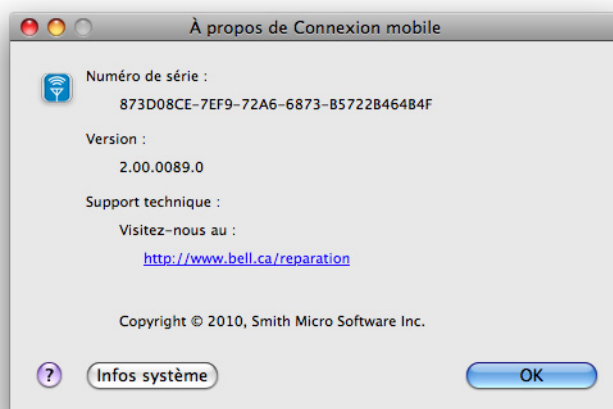 À propos de Connexion mobile
Numéro de série :
873D08CE-7EF9-72A6-6873-B5722B464B4F
Version :
2.00.0089.0
Support technique :
Visitez-nous au :
http://www.bell.ca/reparation
Copyright © 2010, Smith Micro Software Inc.
? Infos système OK